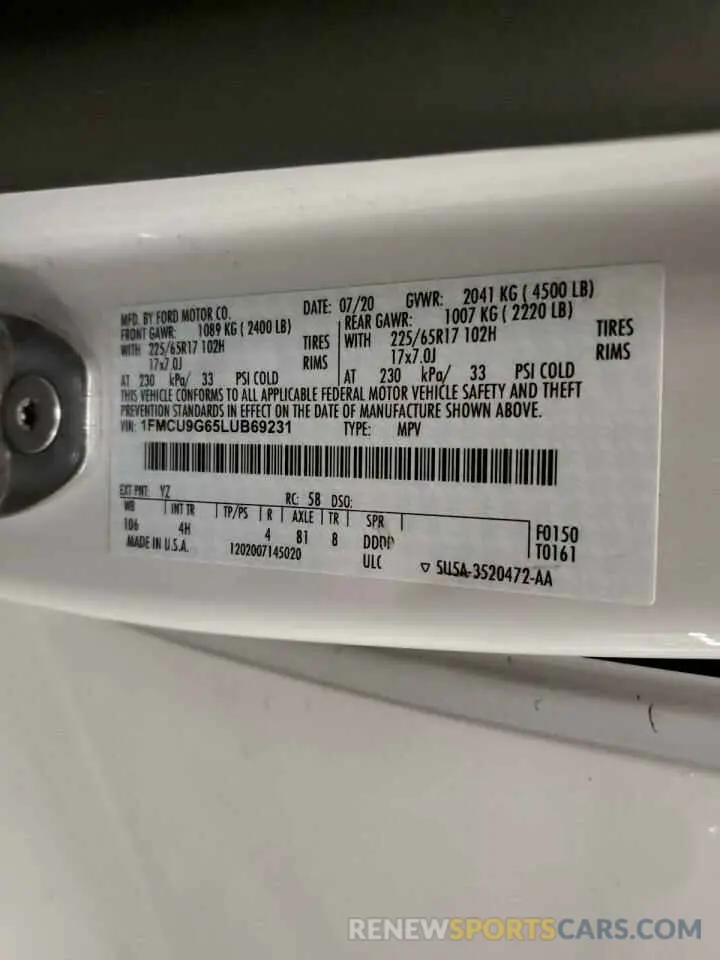 MFD. BY FORD MOTOR CO. DATE: 07/20 GVWR: 2041 KG ( 4500 LB)
FRONT GAWR: 1089 KG ( 2400 LB) REAR GAWR: 1007 KG ( 2220 LB)
WITH 225/65R17 102H TIRES WITH 225/65R17 102H TIRES
17x7.0J RIMS 17x7.0J RIMS
AT 230 kPa/ 33 PSI COLD AT 230 kPa/ 33 PSI COLD
THIS VEHICLE CONFORMS TO ALL APPLICABLE FEDERAL MOTOR VEHICLE SAFETY AND THEFT
PREVENTION STANDARDS IN EFFECT ON THE DATE OF MANUFACTURE SHOWN ABOVE.
VIN: 1FMCU9G65LUB69231 TYPE: MPV
EXT PNT: YZ RC: 58 DSO:
WB INT TR TP/PS R AXLE TR SPR F0150
106 4H 4 81 8 DDDD T0161
MADE IN U.S.A. 1202007145020 ULC ▽ 5U5A-3520472-AA
RENEWSPORTSCARS.COM